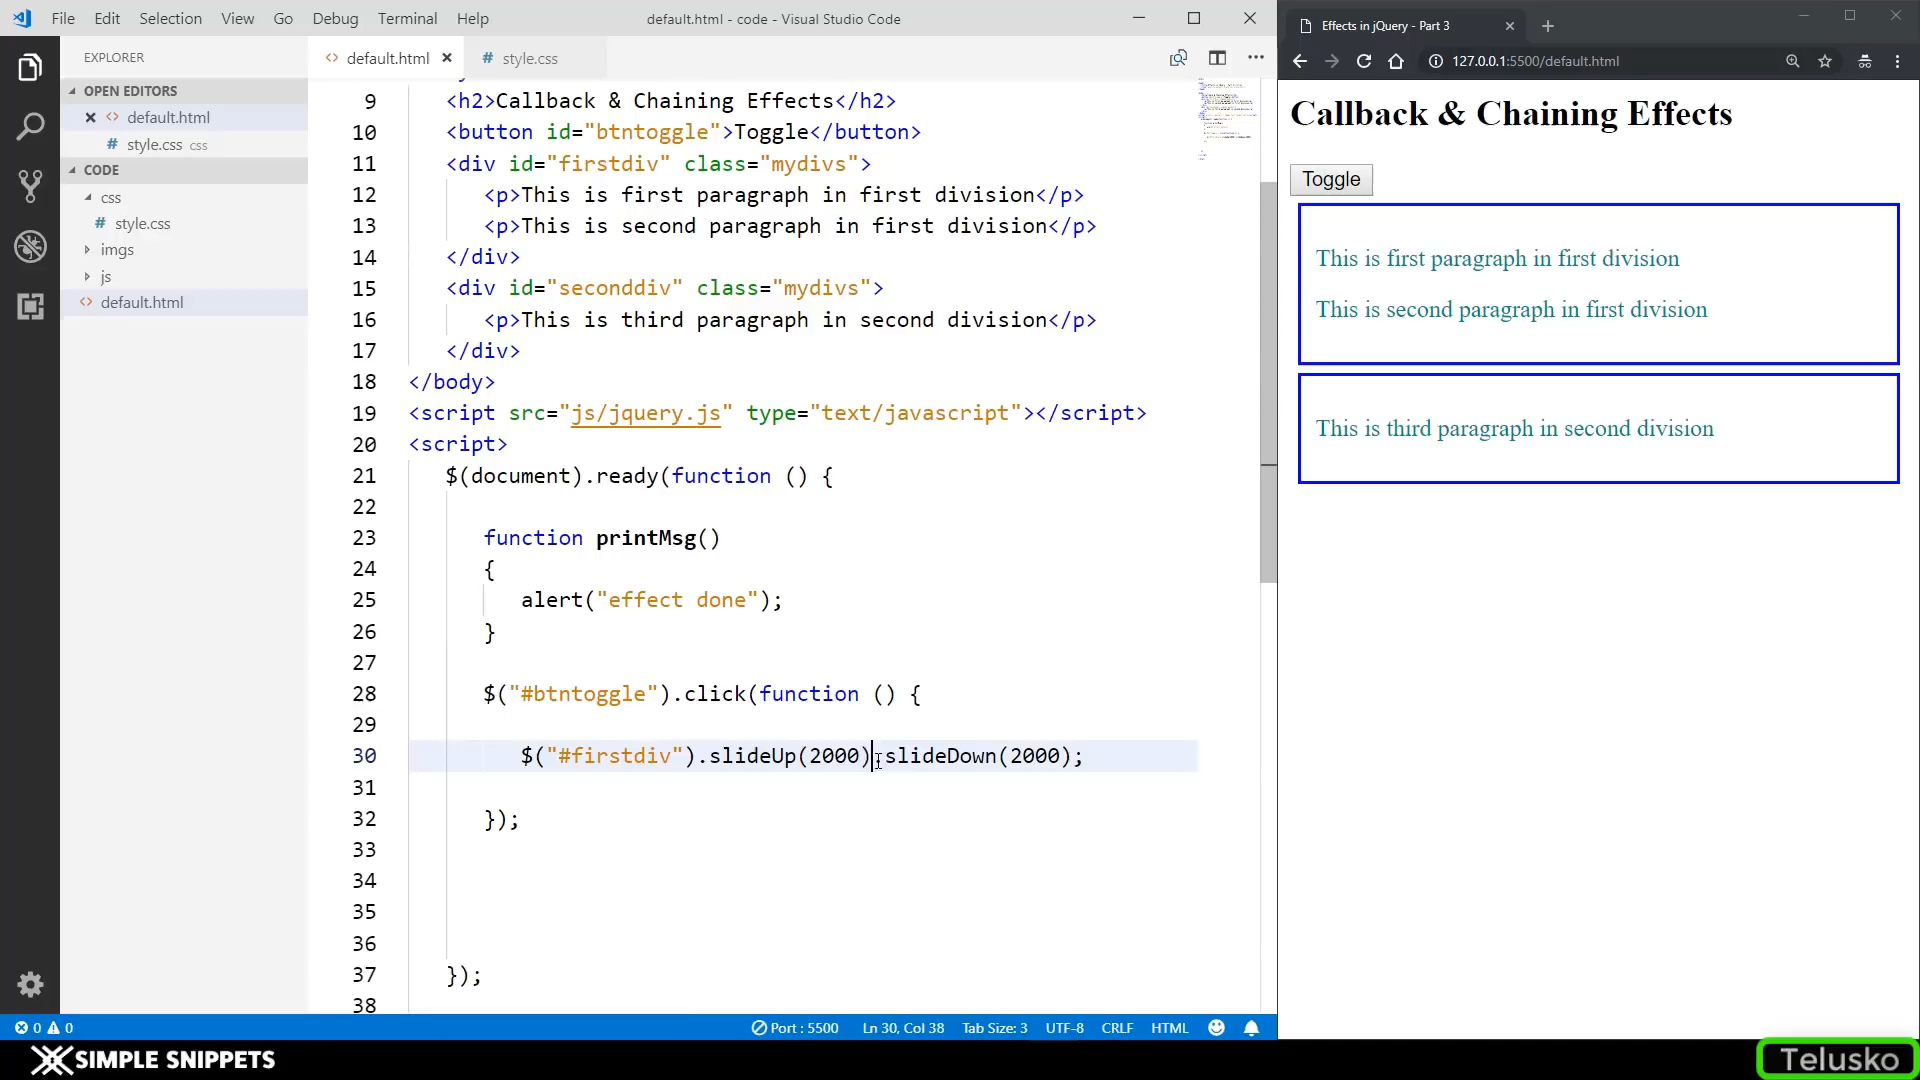 File Edit Selection View Go Debug Terminal Help
default.html - code - Visual Studio Code
EXPLORER
OPEN EDITORS
default.html
style.css css
CODE
css
style.css
imgs
js
default.html
default.html
style.css
9 <h2>Callback & Chaining Effects</h2>
10 <button id="btntoggle">Toggle</button>
11 <div id="firstdiv" class="mydivs">
12 <p>This is first paragraph in first division</p>
13 <p>This is second paragraph in first division</p>
14 </div>
15 <div id="seconddiv" class="mydivs">
16 <p>This is third paragraph in second division</p>
17 </div>
18 </body>
19 <script src="js/jquery.js" type="text/javascript"></script>
20 <script>
21 $(document).ready(function () {
22
23 function printMsg()
24 {
25 alert("effect done");
26 }
27
28 $("#btntoggle").click(function () {
29
30 $("#firstdiv").slideUp(2000).slideDown(2000);
31
32 });
33
34
35
36
37 });
38
0 0
Port : 5500
Ln 30, Col 38
Tab Size: 3
UTF-8
CRLF
HTML
Effects in jQuery - Part 3
127.0.0.1:5500/default.html
Callback & Chaining Effects
Toggle
This is first paragraph in first division
This is second paragraph in first division
This is third paragraph in second division
SIMPLE SNIPPETS
Telusko